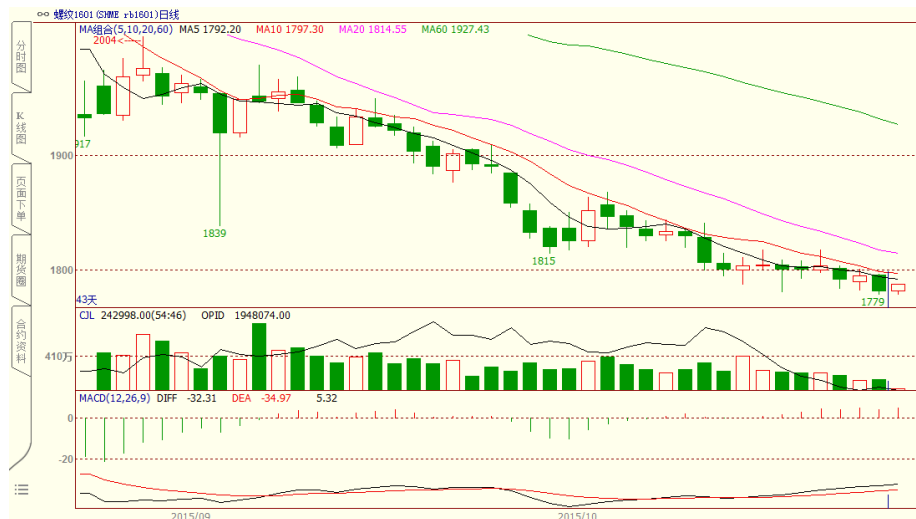 螺纹1601 (SHME rb1601)日线
MA组合(5,10,20,60) MA5 1792.20 MA10 1797.30 MA20 1814.55 MA60 1927.43
2004<--
分时图
K线图
页面下单
期货圈
合约资料
917
1900
1839
1815
1800
1779
43天
CJL 242998.00(54:46) OPID 1948074.00
410万
MACD(12,26,9) DIFF -32.31 DEA -34.97 5.32
0
-20
2015/09 2015/10